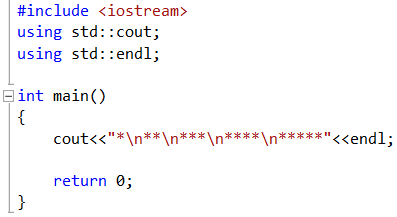 #include <iostream>
using std::cout;
using std::endl;
int main()
{
cout<<"*\n**\n***\n****\n*****"<<endl;
return 0;
}